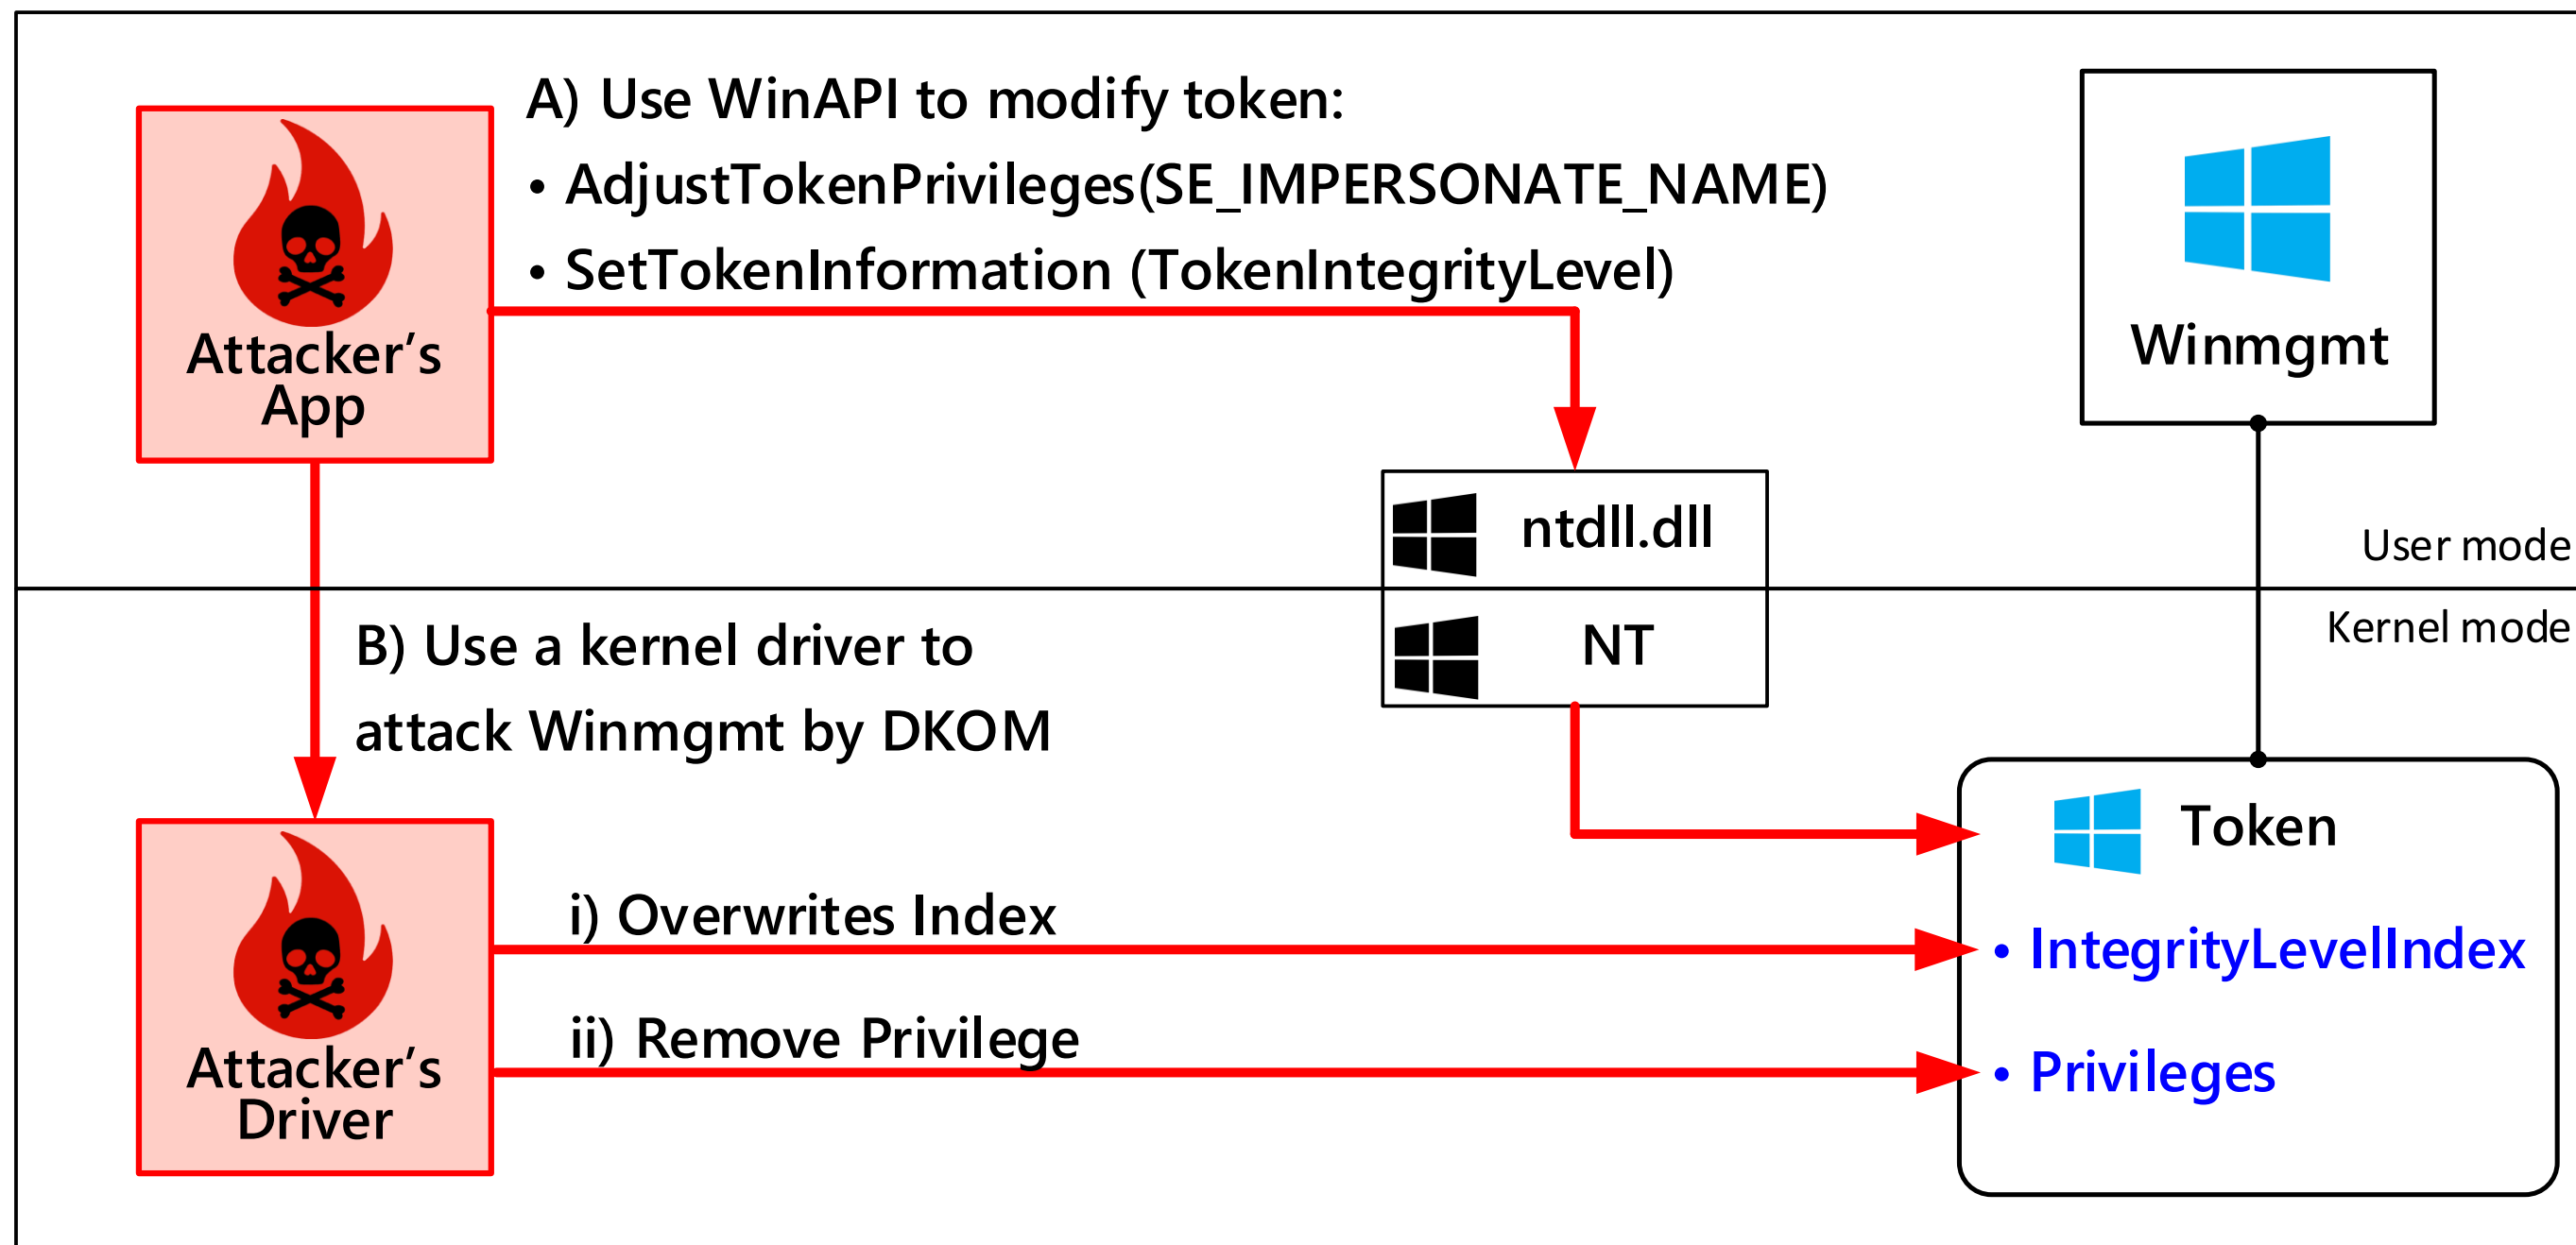 A) Use WinAPI to modify token:
• AdjustTokenPrivileges(SE_IMPERSONATE_NAME)
• SetTokenInformation (TokenIntegrityLevel)
Attacker’s
App
Winmgmt
ntdll.dll
User mode
NT
Kernel mode
B) Use a kernel driver to
attack Winmgmt by DKOM
Token
i) Overwrites Index
• IntegrityLevelIndex
ii) Remove Privilege
• Privileges
Attacker’s
Driver